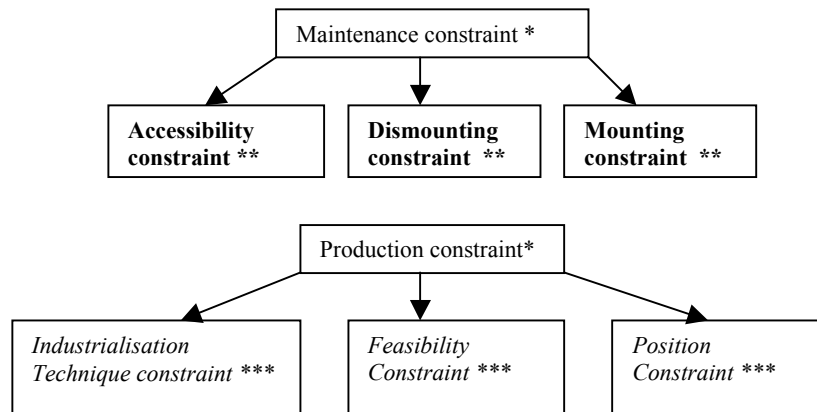 Maintenance constraint *
Accessibility
constraint **
Dismounting
constraint **
Mounting
constraint **
Production constraint*
Industrialisation
Technique constraint ***
Feasibility
Constraint ***
Position
Constraint ***